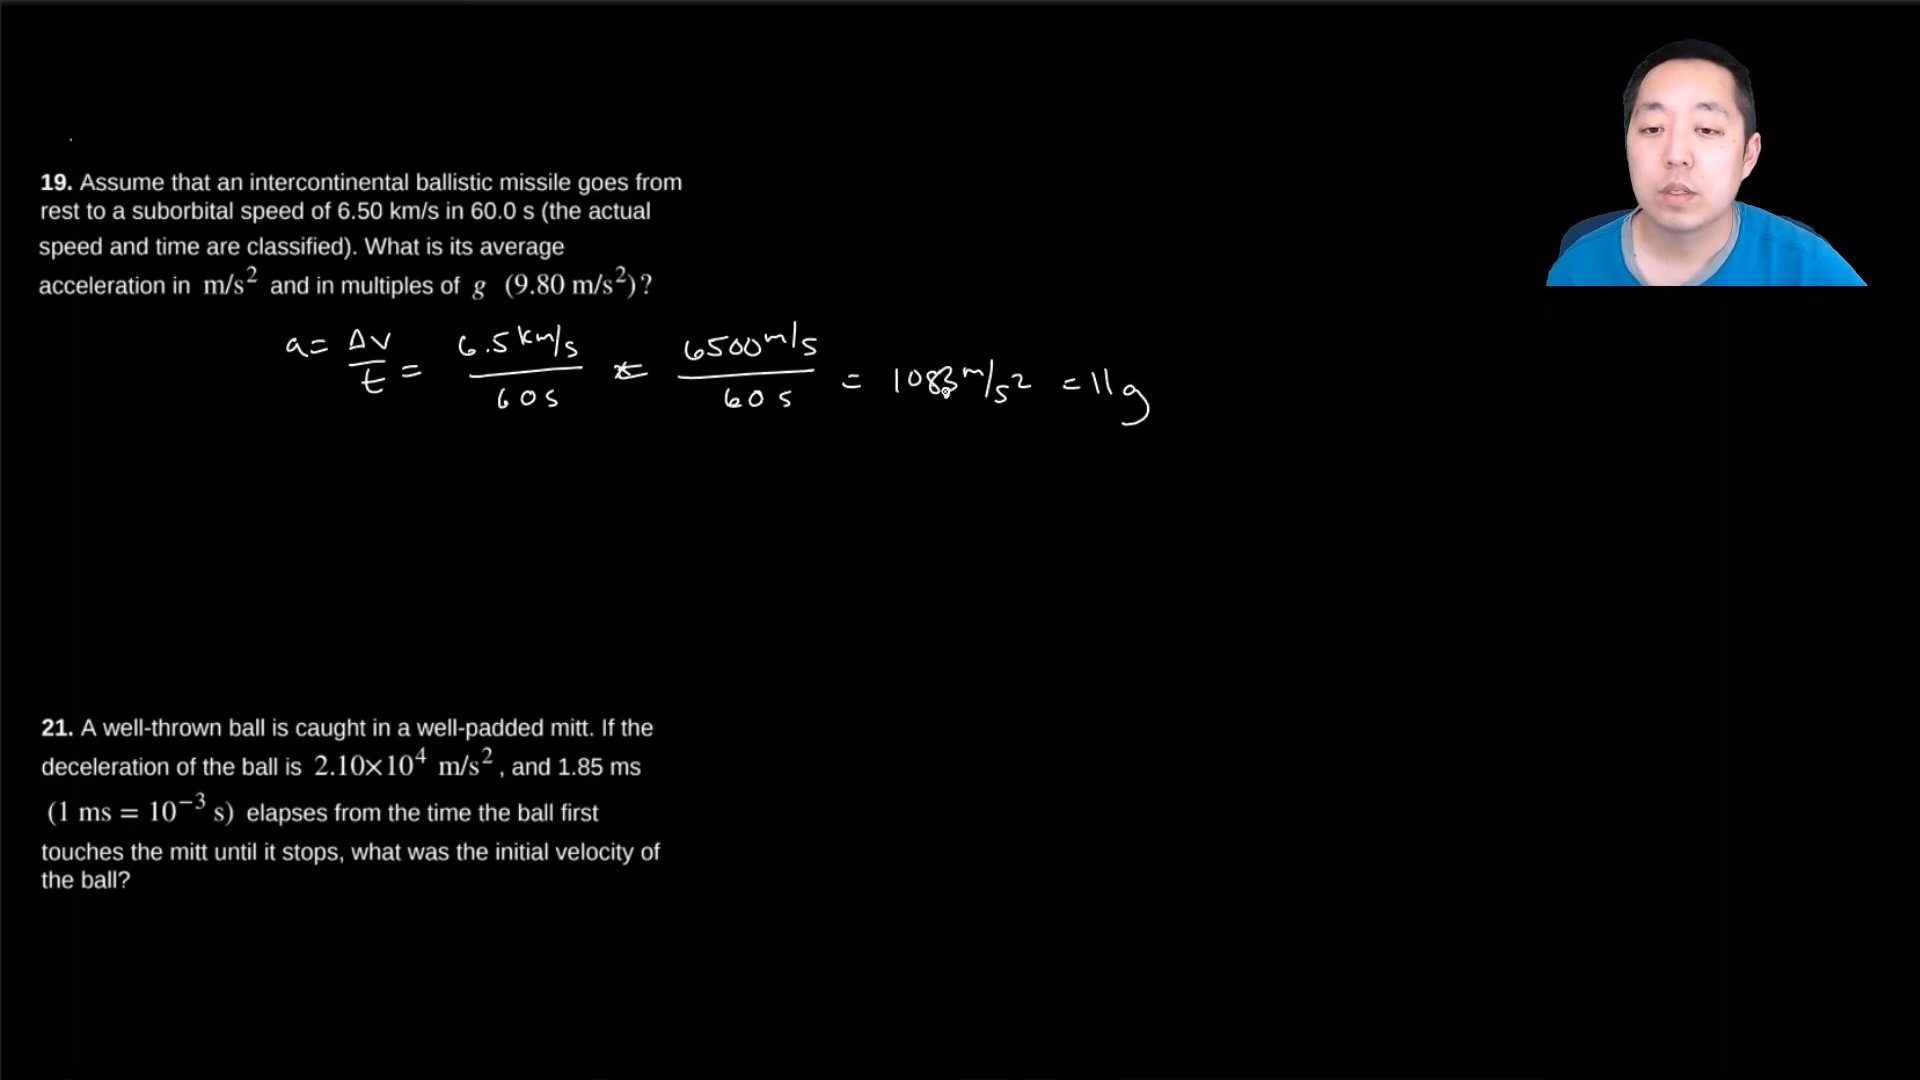 19. Assume that an intercontinental ballistic missile goes from
rest to a suborbital speed of 6.50 km/s in 60.0 s (the actual
speed and time are classified). What is its average
acceleration in m/s² and in multiples of g (9.80 m/s²)?
a = Δv/t = 6.5 km/s / 60 s = 6500 m/s / 60 s = 108.3 m/s² = 11g
21. A well-thrown ball is caught in a well-padded mitt. If the
deceleration of the ball is 2.10×10⁴ m/s², and 1.85 ms
(1 ms = 10⁻³ s) elapses from the time the ball first
touches the mitt until it stops, what was the initial velocity of
the ball?